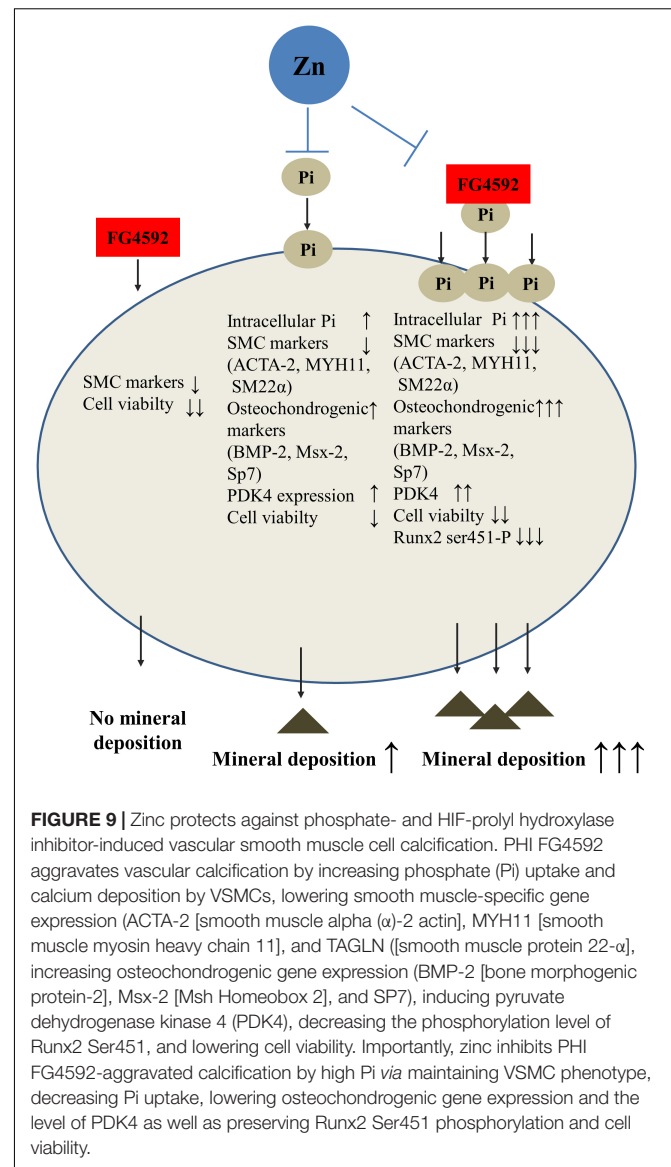 Zn
Pi
FG4592
Pi
FG4592
Pi
Pi
Pi
Pi
SMC markers ↓
Cell viabilty ↓↓
Intracellular Pi ↑
SMC markers ↓
(ACTA-2, MYH11,
SM22α)
Osteochondrogenic↑
markers
(BMP-2, Msx-2,
Sp7)
PDK4 expression ↑
Cell viabilty ↓
Intracellular Pi ↑↑↑
SMC markers ↓↓↓
(ACTA-2, MYH11,
SM22α)
Osteochondrogenic↑↑↑
markers
(BMP-2, Msx-2,
Sp7)
PDK4 ↑↑
Cell viabilty ↓↓
Runx2 ser451-P ↓↓↓
No mineral
deposition
Mineral deposition ↑
Mineral deposition ↑↑↑
FIGURE 9 | Zinc protects against phosphate- and HIF-prolyl hydroxylase
inhibitor-induced vascular smooth muscle cell calcification. PHI FG4592
aggravates vascular calcification by increasing phosphate (Pi) uptake and
calcium deposition by VSMCs, lowering smooth muscle-specific gene
expression (ACTA-2 [smooth muscle alpha (α)-2 actin], MYH11 [smooth
muscle myosin heavy chain 11], and TAGLN ([smooth muscle protein 22-α],
increasing osteochondrogenic gene expression (BMP-2 [bone morphogenic
protein-2], Msx-2 [Msh Homeobox 2], and SP7), inducing pyruvate
dehydrogenase kinase 4 (PDK4), decreasing the phosphorylation level of
Runx2 Ser451, and lowering cell viability. Importantly, zinc inhibits PHI
FG4592-aggravated calcification by high Pi via maintaining VSMC phenotype,
decreasing Pi uptake, lowering osteochondrogenic gene expression and the
level of PDK4 as well as preserving Runx2 Ser451 phosphorylation and cell
viability.